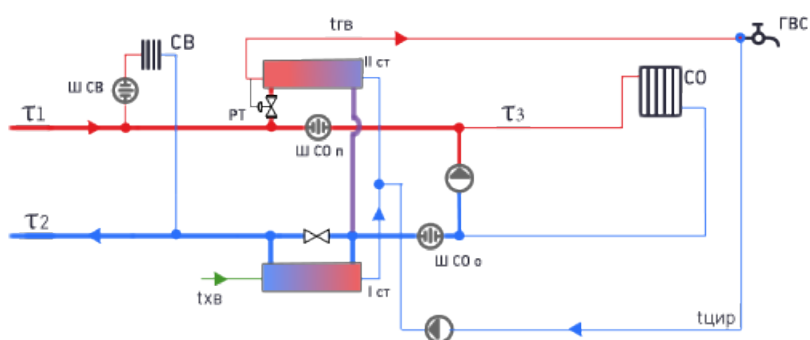 tгв
ГВС
СВ
II ст
СО
Ш СВ
τ1
РТ
τ3
Ш СО п
τ2
Ш СО о
I ст
tхв
tцир